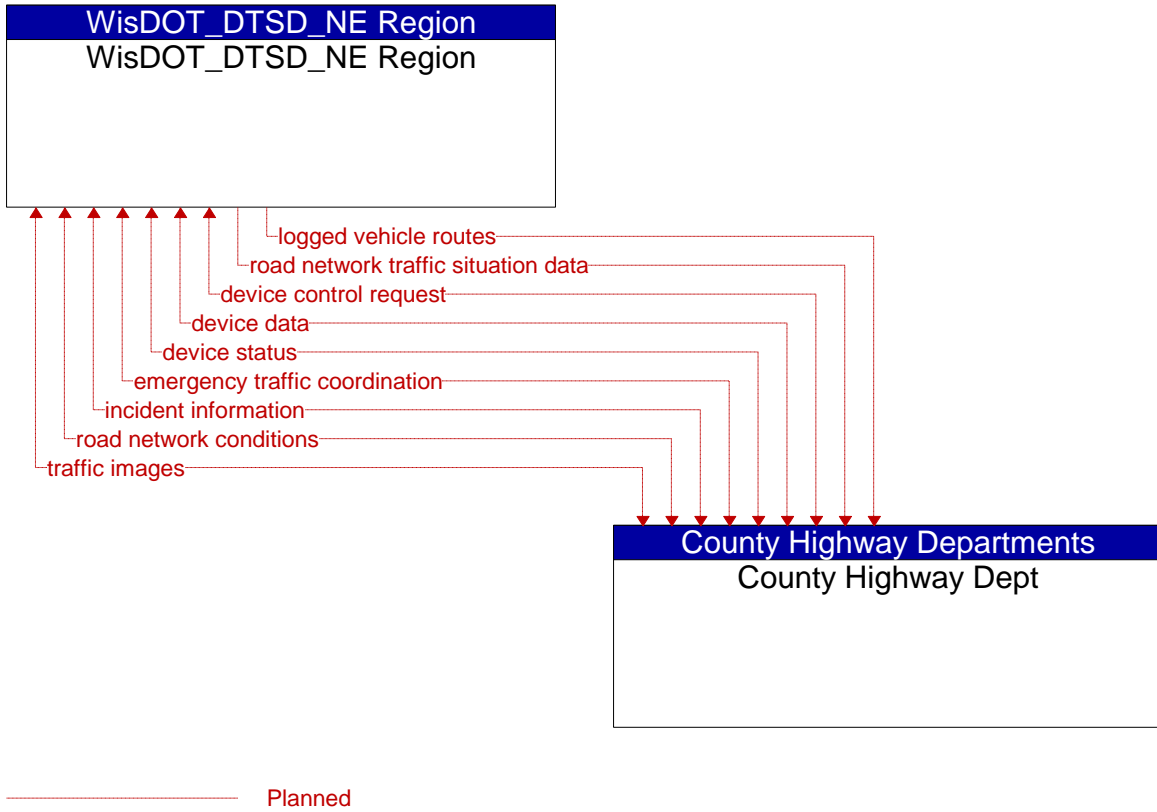 WisDOT_DTSD_NE Region
WisDOT_DTSD_NE Region
logged vehicle routes
road network traffic situation data
device control request
device data
device status
emergency traffic coordination
incident information
road network conditions
traffic images
County Highway Departments
County Highway Dept
Planned